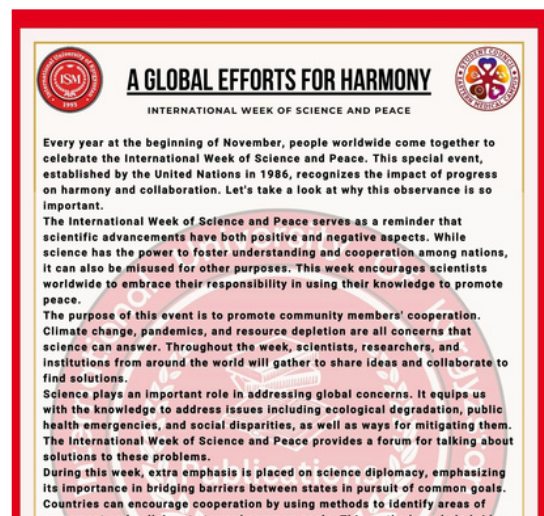 A GLOBAL EFFORTS FOR HARMONY
INTERNATIONAL WEEK OF SCIENCE AND PEACE
ISM
1993
STUDENT COUNCIL
EASTERN MEDICAL CAMPUS
Every year at the beginning of November, people worldwide come together to
celebrate the International Week of Science and Peace. This special event,
established by the United Nations in 1986, recognizes the impact of progress
on harmony and collaboration. Let's take a look at why this observance is so
important.
The International Week of Science and Peace serves as a reminder that
scientific advancements have both positive and negative aspects. While
science has the power to foster understanding and cooperation among nations,
it can also be misused for other purposes. This week encourages scientists
worldwide to embrace their responsibility in using their knowledge to promote
peace.
The purpose of this event is to promote community members' cooperation.
Climate change, pandemics, and resource depletion are all concerns that
science can answer. Throughout the week, scientists, researchers, and
institutions from around the world will gather to share ideas and collaborate to
find solutions.
Science plays an important role in addressing global concerns. It equips us
with the knowledge to address issues including ecological degradation, public
health emergencies, and social disparities, as well as ways for mitigating them.
The International Week of Science and Peace provides a forum for talking about
solutions to these problems.
During this week, extra emphasis is placed on science diplomacy, emphasizing
its importance in bridging barriers between states in pursuit of common goals.
Countries can encourage cooperation by using methods to identify areas of